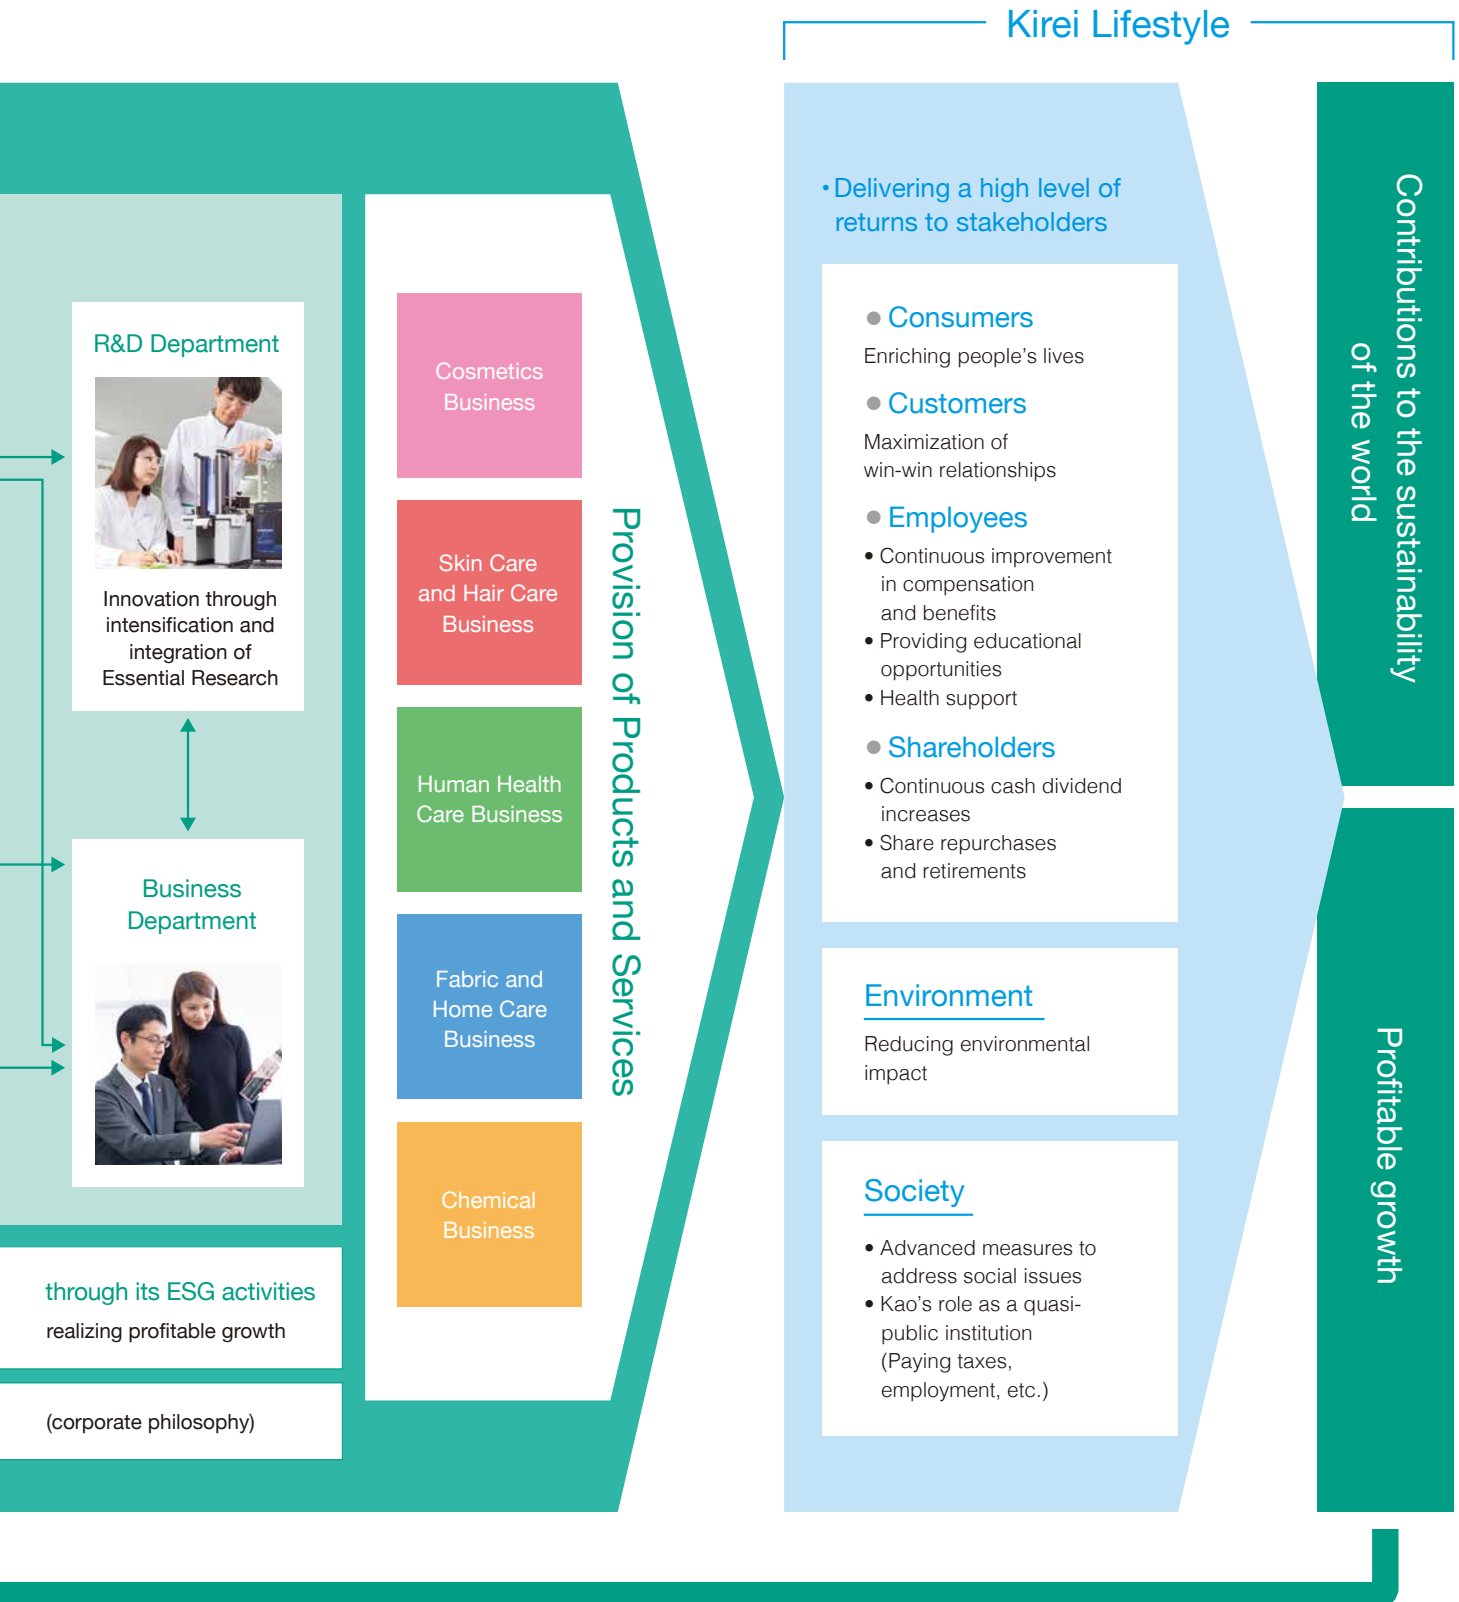 Kirei Lifestyle
R&D Department
Innovation through
intensification and
integration of
Essential Research
Business
Department
through its ESG activities
realizing profitable growth
(corporate philosophy)
Cosmetics
Business
Skin Care
and Hair Care
Business
Human Health
Care Business
Fabric and
Home Care
Business
Chemical
Business
Provision of Products and Services
・Delivering a high level of
returns to stakeholders
● Consumers
Enriching people’s lives
● Customers
Maximization of
win-win relationships
● Employees
• Continuous improvement
in compensation
and benefits
• Providing educational
opportunities
• Health support
● Shareholders
• Continuous cash dividend
increases
• Share repurchases
and retirements
Environment
Reducing environmental
impact
Society
• Advanced measures to
address social issues
• Kao’s role as a quasi-
public institution
(Paying taxes,
employment, etc.)
Contributions to the sustainability
of the world
Profitable growth